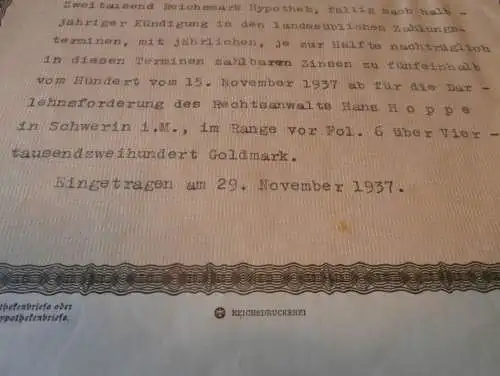 Zweitausend Reichsmark Hypothek, fällig nach halb -
jähriger Kündigung in den landesüblichen Zahlungs-
terminen, mit jährlichen, je zur Hälfte nachträglich
in diesen Terminen zahlbaren Zinsen zu fünfeinhalb
vom Hundert vom 15. November 1937 ab für die Dar -
lehnsforderung des Rechtsanwalts Hans H o p p e
in Schwerin i.M., im Range vor Fol. 6 über Vier -
tausendzweihundert Goldmark.
Eingetragen am 29. November 1937.
thekenbriefs oder
ypothekenbriefs.
REICHSDRUCKEREI